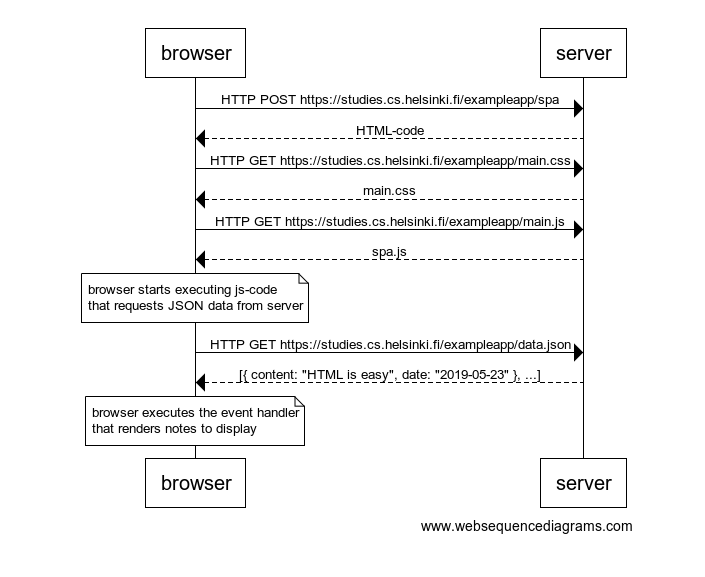 browser server
HTTP POST https://studies.cs.helsinki.fi/exampleapp/spa
HTML-code
HTTP GET https://studies.cs.helsinki.fi/exampleapp/main.css
main.css
HTTP GET https://studies.cs.helsinki.fi/exampleapp/main.js
spa.js
browser starts executing js-code
that requests JSON data from server
HTTP GET https://studies.cs.helsinki.fi/exampleapp/data.json
[{ content: "HTML is easy", date: "2019-05-23" }, ...]
browser executes the event handler
that renders notes to display
browser server
www.websequencediagrams.com